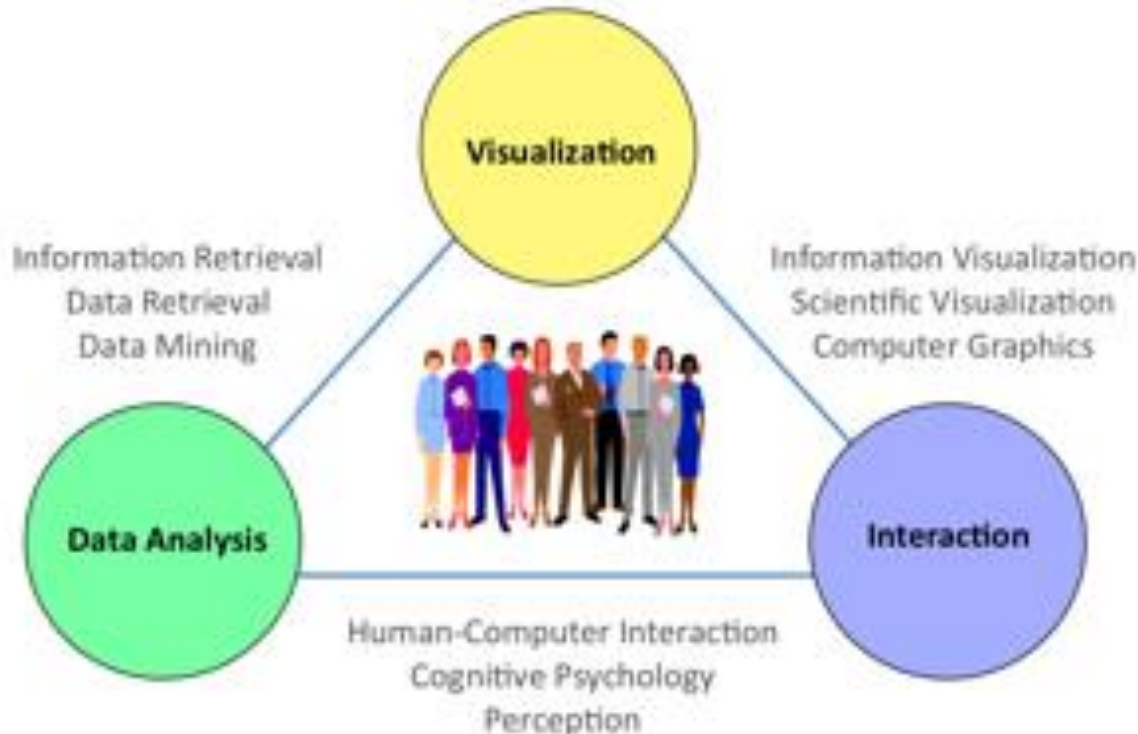 Visualization
Information Retrieval
Data Retrieval
Data Mining
Information Visualization
Scientific Visualization
Computer Graphics
Data Analysis
Interaction
Human-Computer Interaction
Cognitive Psychology
Perception